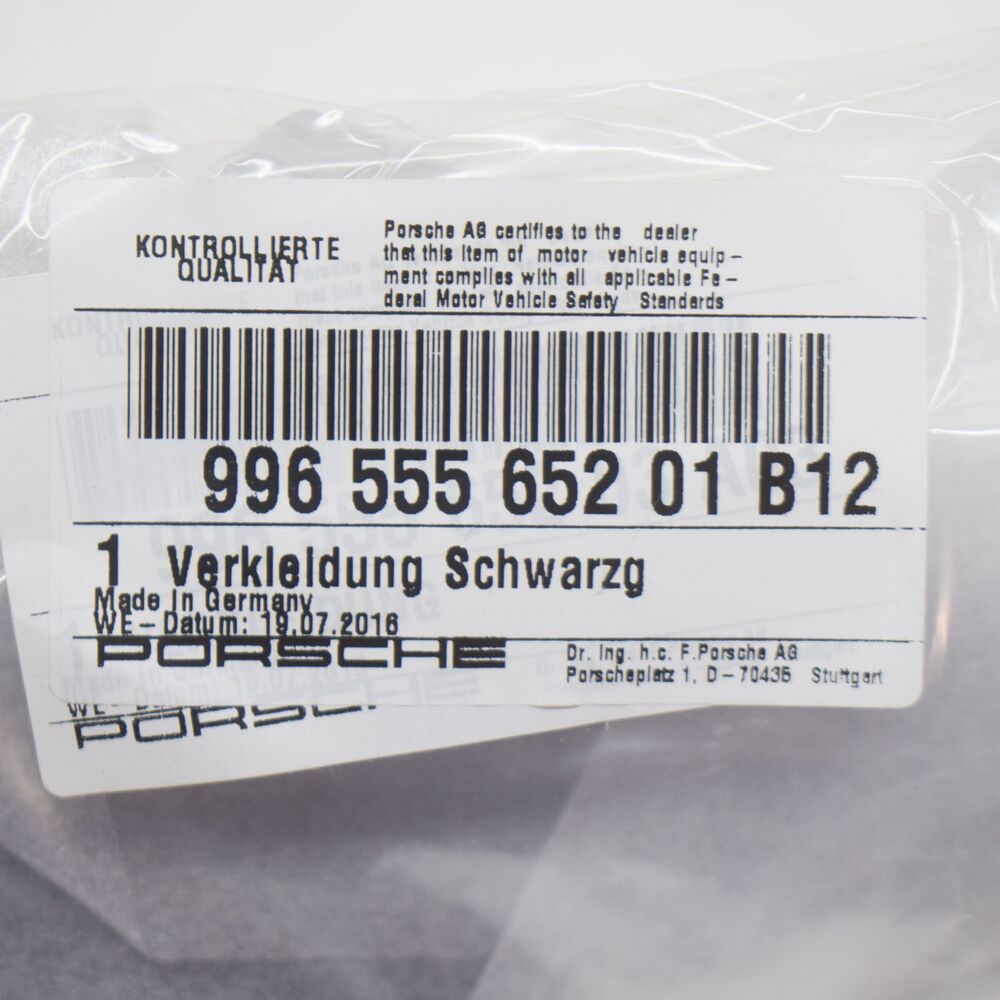 KONTROLLIERTE
QUALITÄT
Porsche AG certifies to the dealer
that this item of motor vehicle equip-
ment complies with all applicable Fe-
deral Motor Vehicle Safety Standards
996 555 652 01 B12
1 Verkleidung Schwarzg
Made In Germany
WE-Datum: 19.07.2016
PORSCHE
Dr. Ing. h.c. F.Porsche AG
Porscheplatz 1, D-70435 Stuttgart
PORSCHE